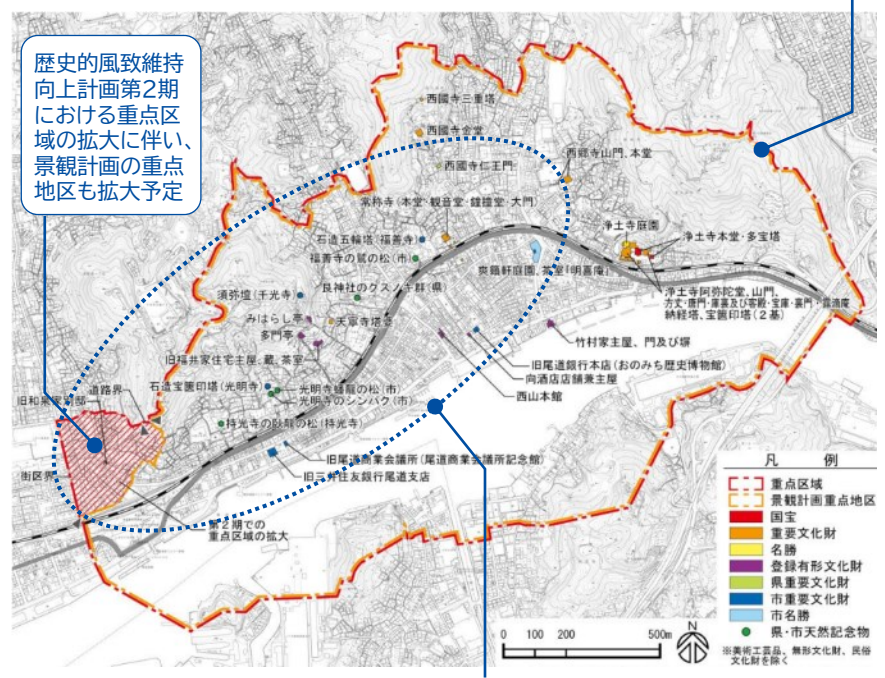 歴史的風致維持
向上計画第2期
における重点区
域の拡大に伴い、
景観計画の重点
地区も拡大予定
西國寺三重塔
西國寺金堂
西國寺仁王門
西郷寺山門、本堂
常称寺(本堂・観音堂・鐘撞堂・大門)
浄土寺庭園
浄土寺本堂・多宝塔
石造五輪塔(福善寺)
福善寺の鷲の松(市)
爽籟軒庭園、茶室「明喜庵」
浄土寺阿弥陀堂、山門、
方丈・唐門・庫裏及び客殿・宝庫・裏門・露滴庵
納経塔、宝篋印塔(2基)
艮神社のクスノキ群(県)
須弥壇(千光寺)
みはらし亭
天寧寺塔婆
多門亭
竹村家主屋、門及び塀
旧福井家住宅主屋、蔵、茶室
旧尾道銀行本店(おのみち歴史博物館)
向酒店店舗兼主屋
西山本館
石造宝篋印塔(光明寺)
光明寺蟠龍の松(市)
光明寺のシンパク(市)
道路界
持光寺の臥龍の松(持光寺)
旧尾道商業会議所(尾道商業会議所記念館)
旧三井住友銀行尾道支店
街区界
第2期での
重点区域の拡大
凡 例
重点区域
景観計画重点地区
国宝
重要文化財
名勝
登録有形文化財
県重要文化財
市重要文化財
市名勝
県・市天然記念物
※美術工芸品、無形文化財、民俗
文化財を除く
0 100 200 500m
N